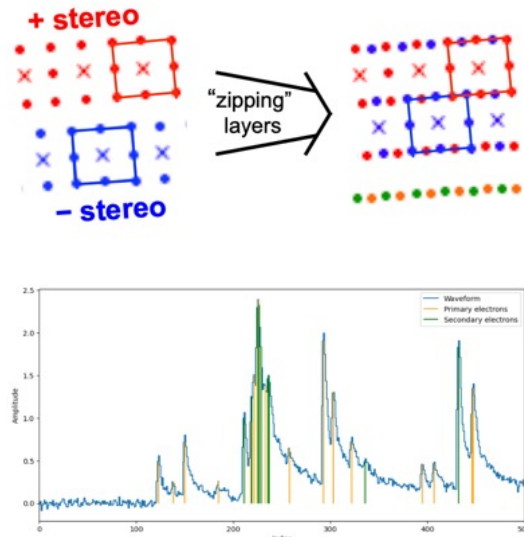 + stereo
"zipping"
layers
− stereo
2.5
2.0
1.5
1.0
0.5
0.0
Amplitude
Waveform
Primary electrons
Secondary electrons
0
100
200
300
400
500